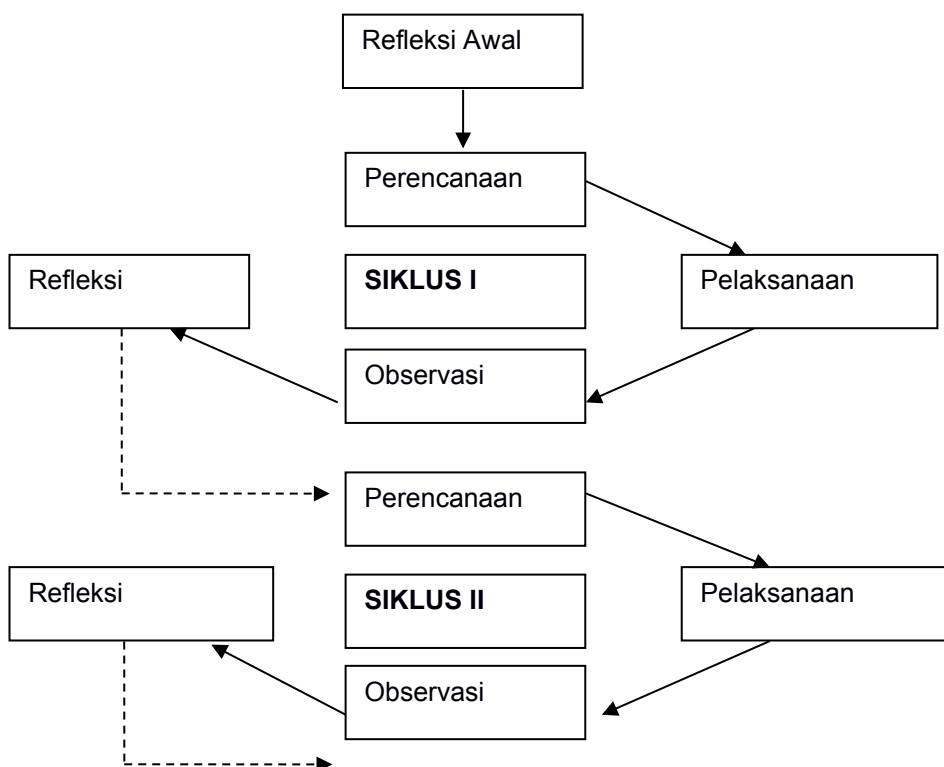 Refleksi Awal
Perencanaan
Refleksi
SIKLUS I
Pelaksanaan
Observasi
Perencanaan
Refleksi
SIKLUS II
Pelaksanaan
Observasi